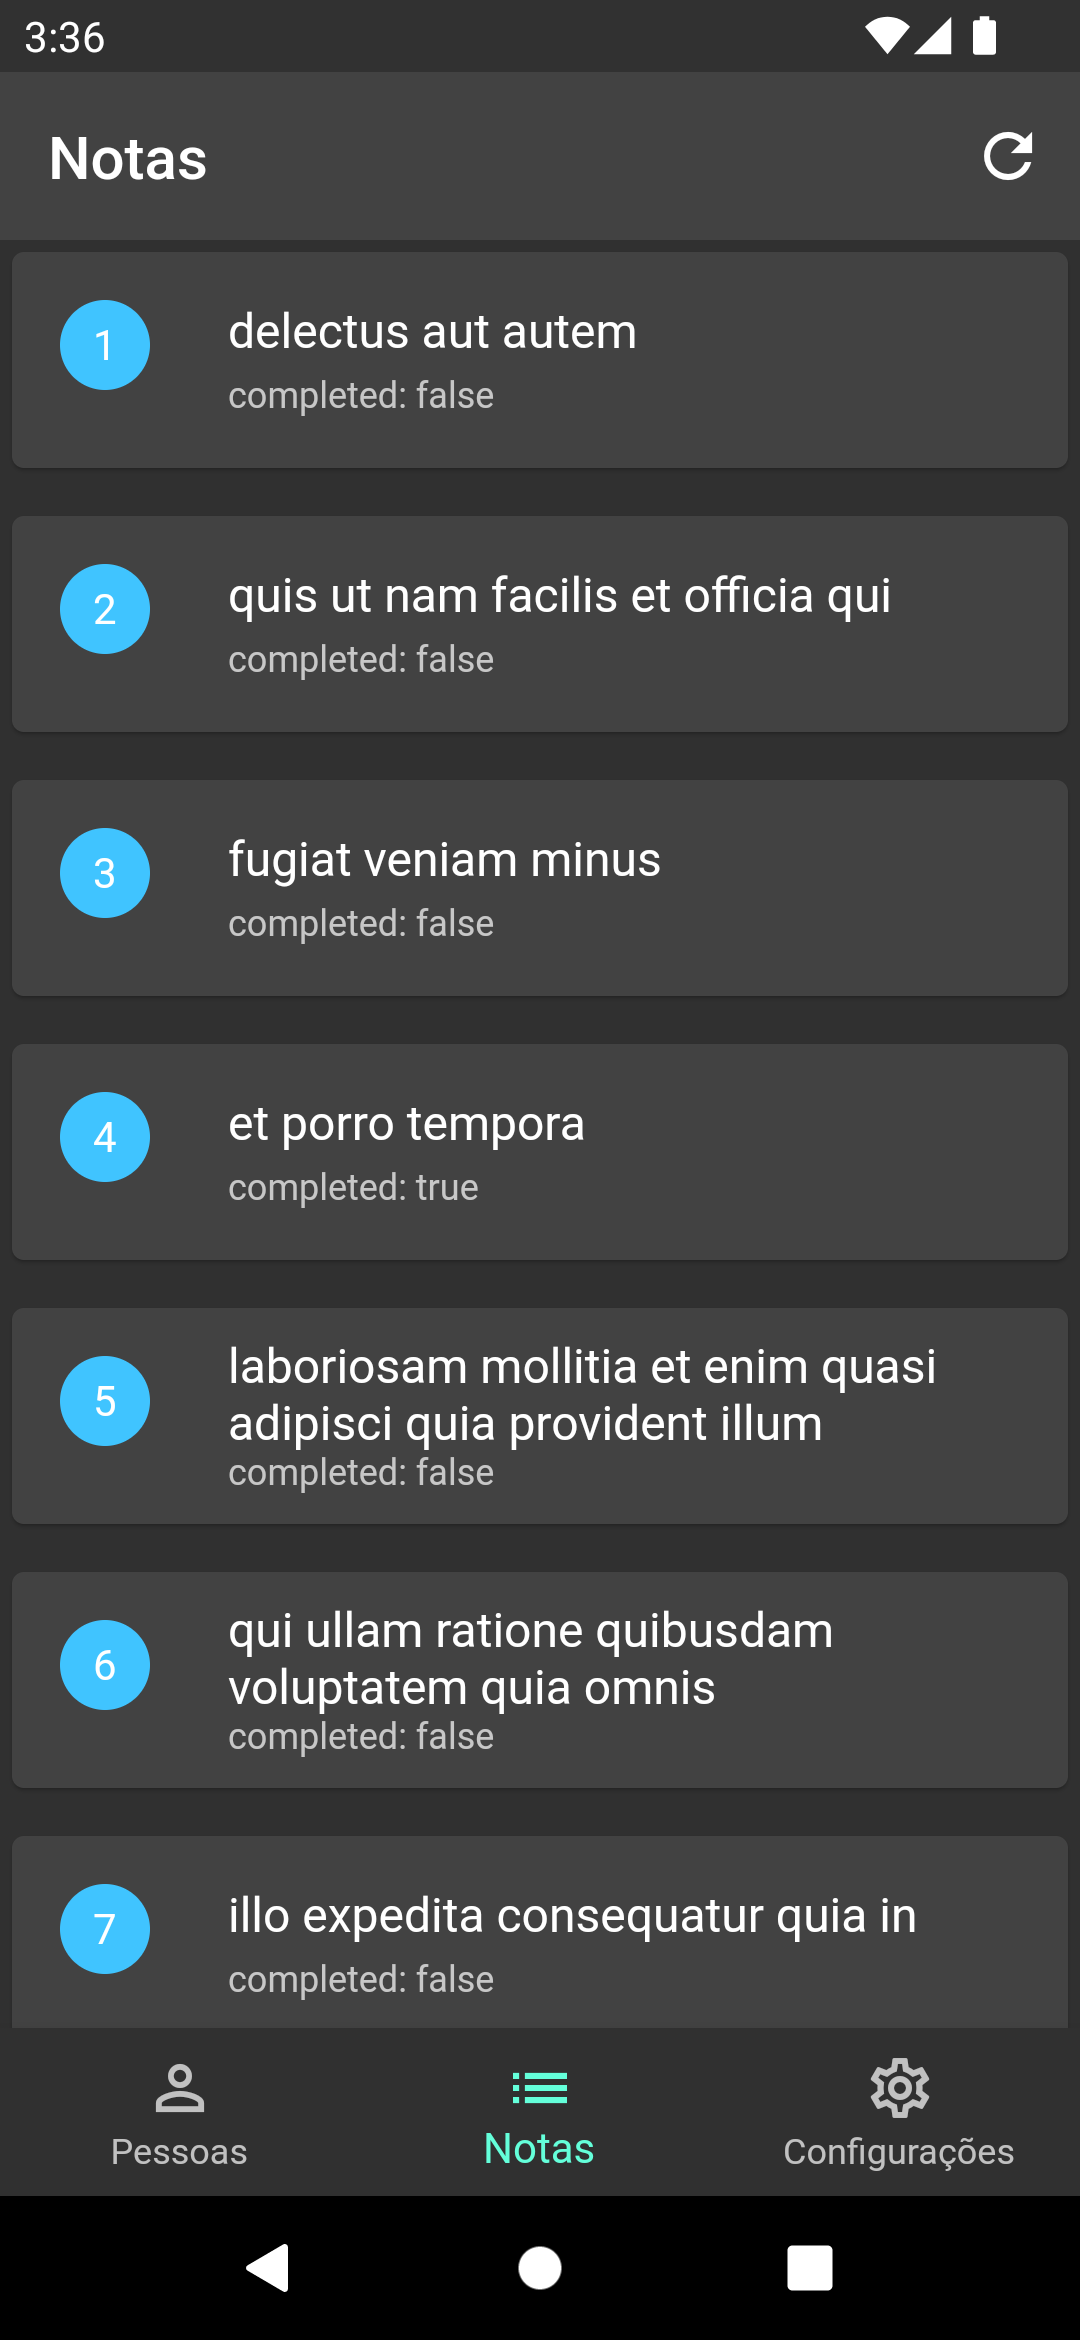 3:36
Notas
1
delectus aut autem
completed: false
2
quis ut nam facilis et officia qui
completed: false
3
fugiat veniam minus
completed: false
4
et porro tempora
completed: true
5
laboriosam mollitia et enim quasi
adipisci quia provident illum
completed: false
6
qui ullam ratione quibusdam
voluptatem quia omnis
completed: false
7
illo expedita consequatur quia in
completed: false
Pessoas
Notas
Configurações